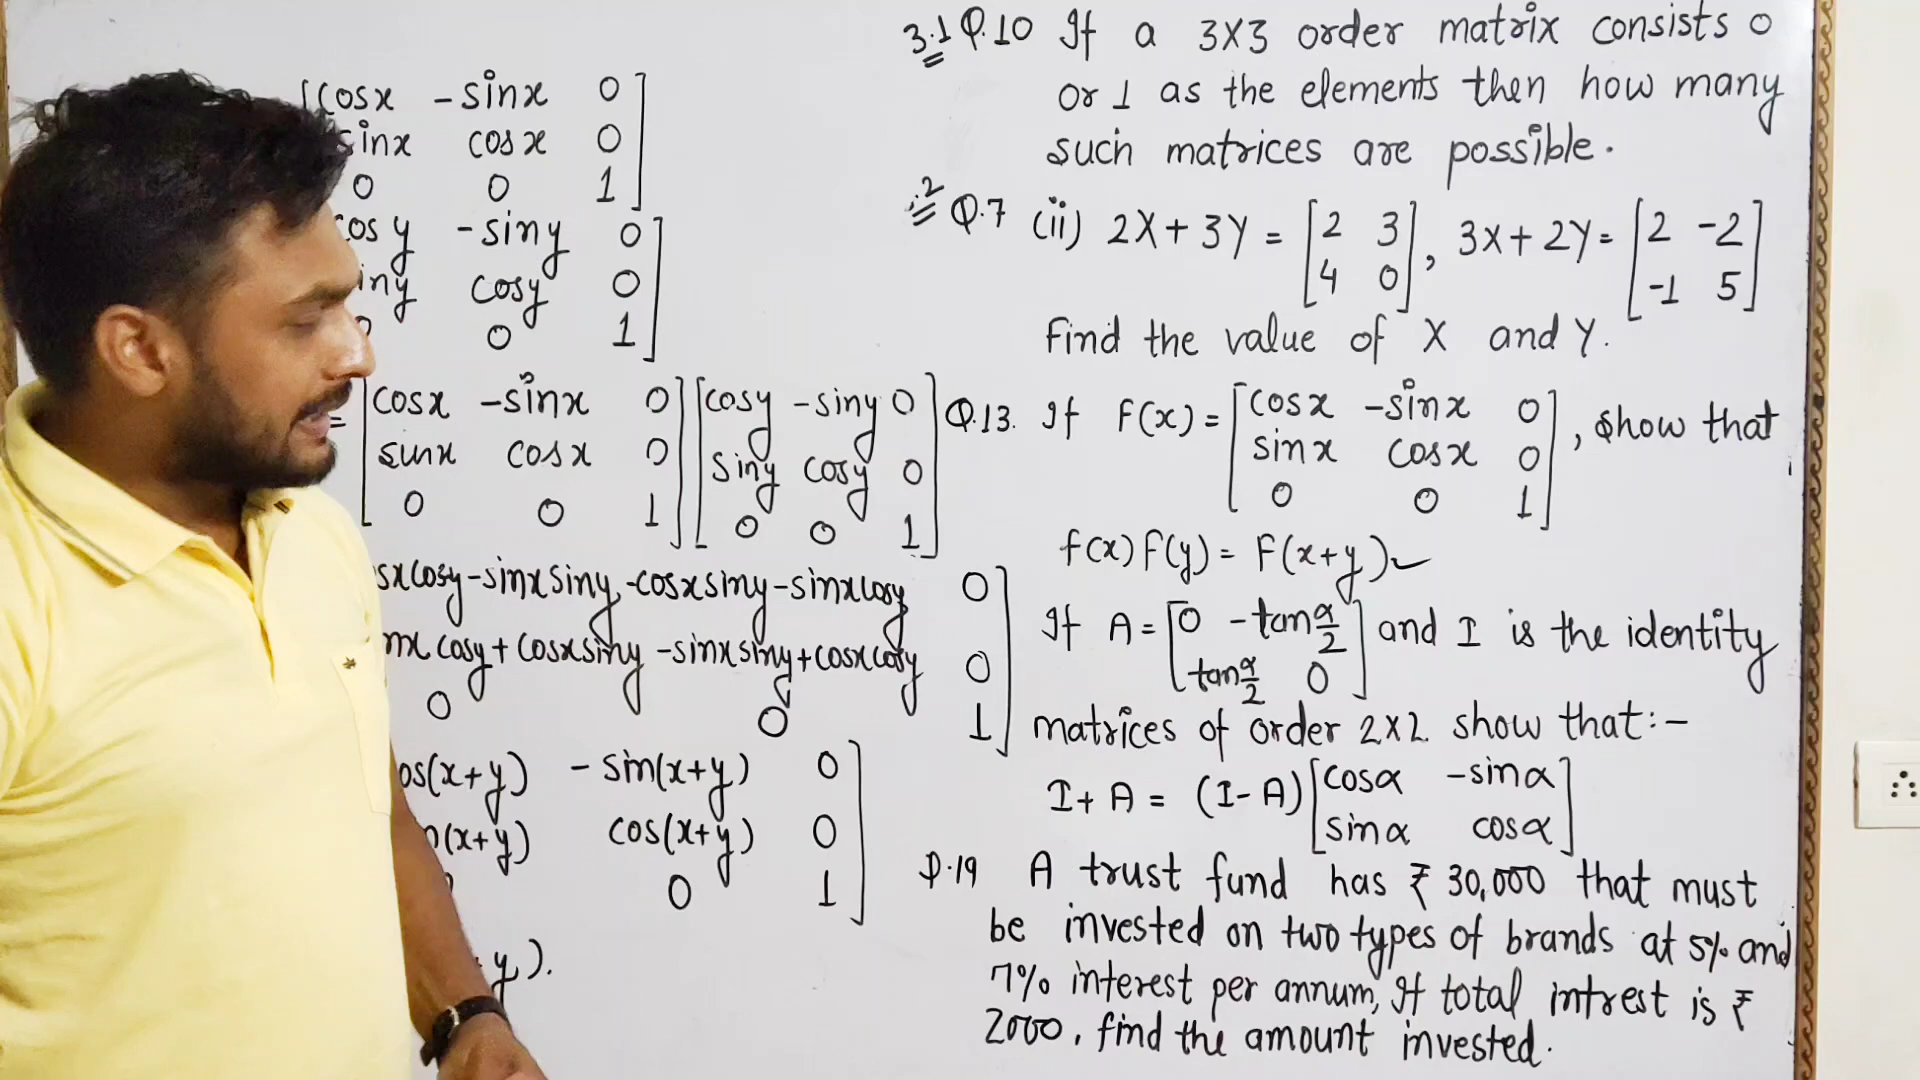 cosx -sinx 0
sinx cosx 0
0 0 1
cosy -siny 0
siny cosy 0
0 0 1
= [cosx -sinx 0] [cosy -siny 0]
sinx cosx 0 siny cosy 0
0 0 1 0 0 1
sxcosy-sinxsiny -cosxsiny-sinxcosy 0
nxcosy+cosxsiny -sinxsiny+cosxcosy 0
0 0 1
os(x+y) -sin(x+y) 0
n(x+y) cos(x+y) 0
0 1
y).
3.1 Q.10 If a 3X3 order matrix consists 0
or 1 as the elements then how many
such matrices are possible.
.2 Q.7 (ii) 2X+3Y = [2 3], 3X+2Y= [2 -2]
4 0 -1 5
Find the value of X and Y.
Q.13. If F(x)= [cosx -sinx 0], show that
sinx cosx 0
0 0 1
f(x)F(y)= F(x+y)
If A= [0 -tanα/2] and I is the identity
tanα/2 0
matrices of order 2X2 show that:-
I+A = (I-A) [cosα -sinα]
sinα cosα
Q.19 A trust fund has ₹ 30,000 that must
be invested on two types of brands at 5% and
7% interest per annum, If total intrest is ₹
2000, find the amount invested.